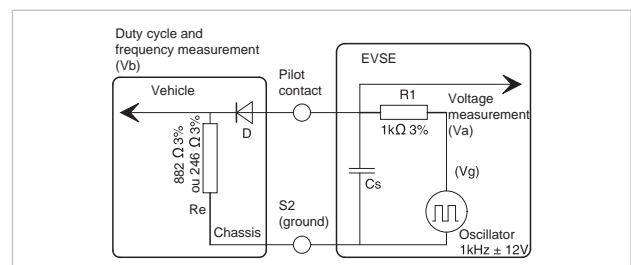 Duty cycle and
frequency measurement
(Vb)
Vehicle
Pilot
contact
EVSE
R1
1kΩ 3%
Voltage
measurement
(Va)
D
882 Ω 3%
ou 246 Ω 3%
Re
Cs
(Vg)
S2
(ground)
Chassis
Oscillator
1kHz ± 12V